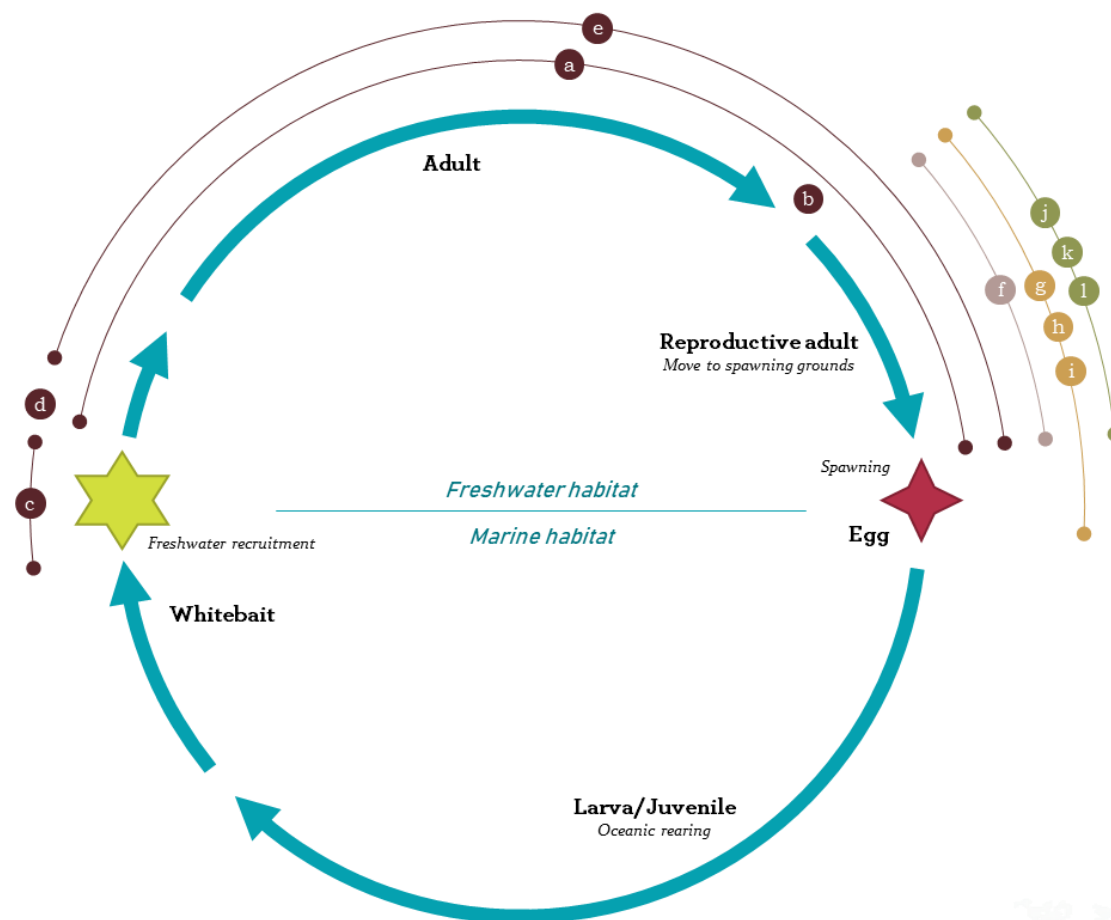 e
a
Adult
b
j
k
f
g
l
h
Reproductive adult
Move to spawning grounds
i
d
Spawning
Freshwater habitat
c
Marine habitat
Egg
Freshwater recruitment
Whitebait
Larva/Juvenile
Oceanic rearing